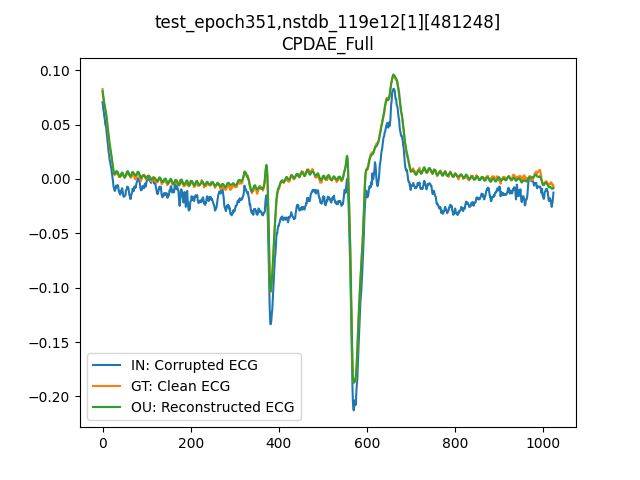 test_epoch351,nstdb_119e12[1][481248]
CPDAE_Full
0.10
0.05
0.00
−0.05
−0.10
−0.15
−0.20
IN: Corrupted ECG
GT: Clean ECG
OU: Reconstructed ECG
0 200 400 600 800 1000